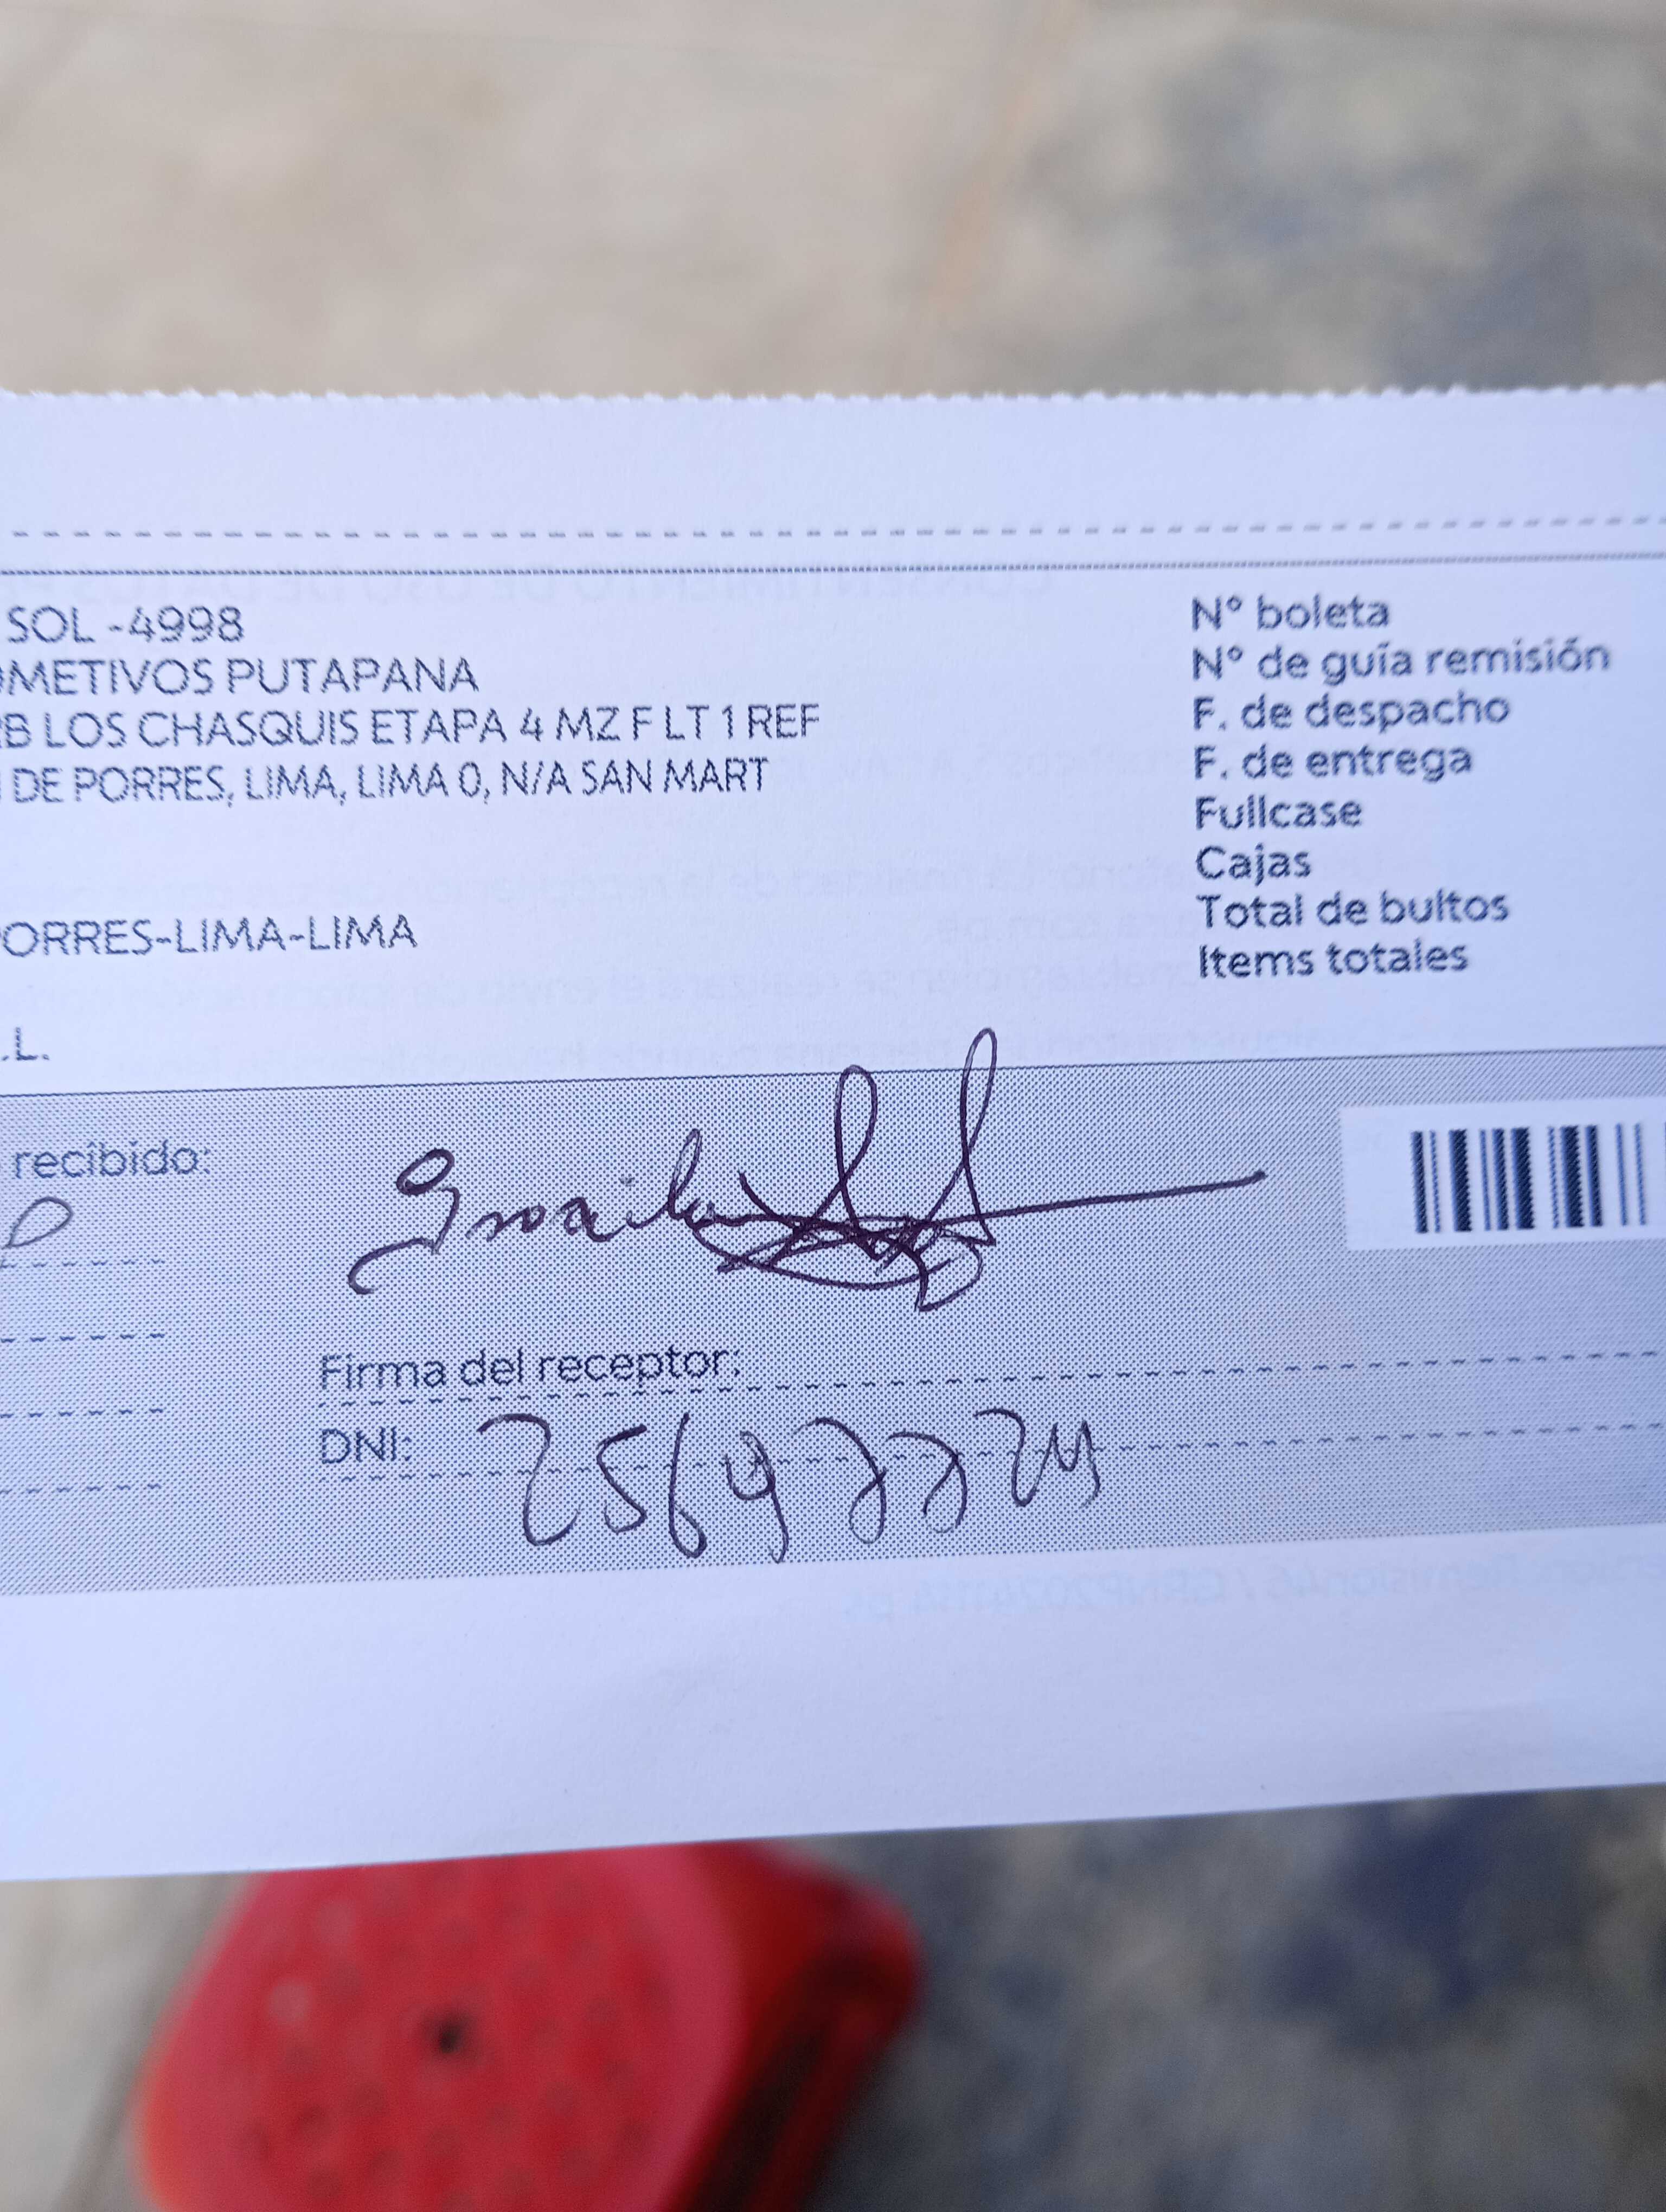 SOL -4998
OMETIVOS PUTAPANA
RB LOS CHASQUIS ETAPA 4 MZ F LT 1 REF
DE PORRES, LIMA, LIMA 0, N/A SAN MART
ORRES-LIMA-LIMA
.L.
N° boleta
N° de guía remisión
F. de despacho
F. de entrega
Fullcase
Cajas
Total de bultos
Items totales
recibido:
Firma del receptor:
DNI: 25697724